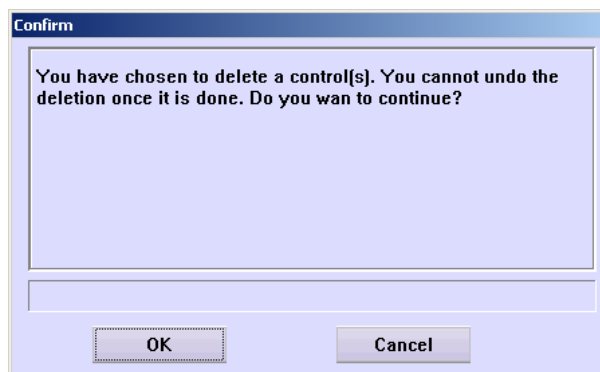 Confirm
You have chosen to delete a control(s). You cannot undo the
deletion once it is done. Do you wan to continue?
OK
Cancel